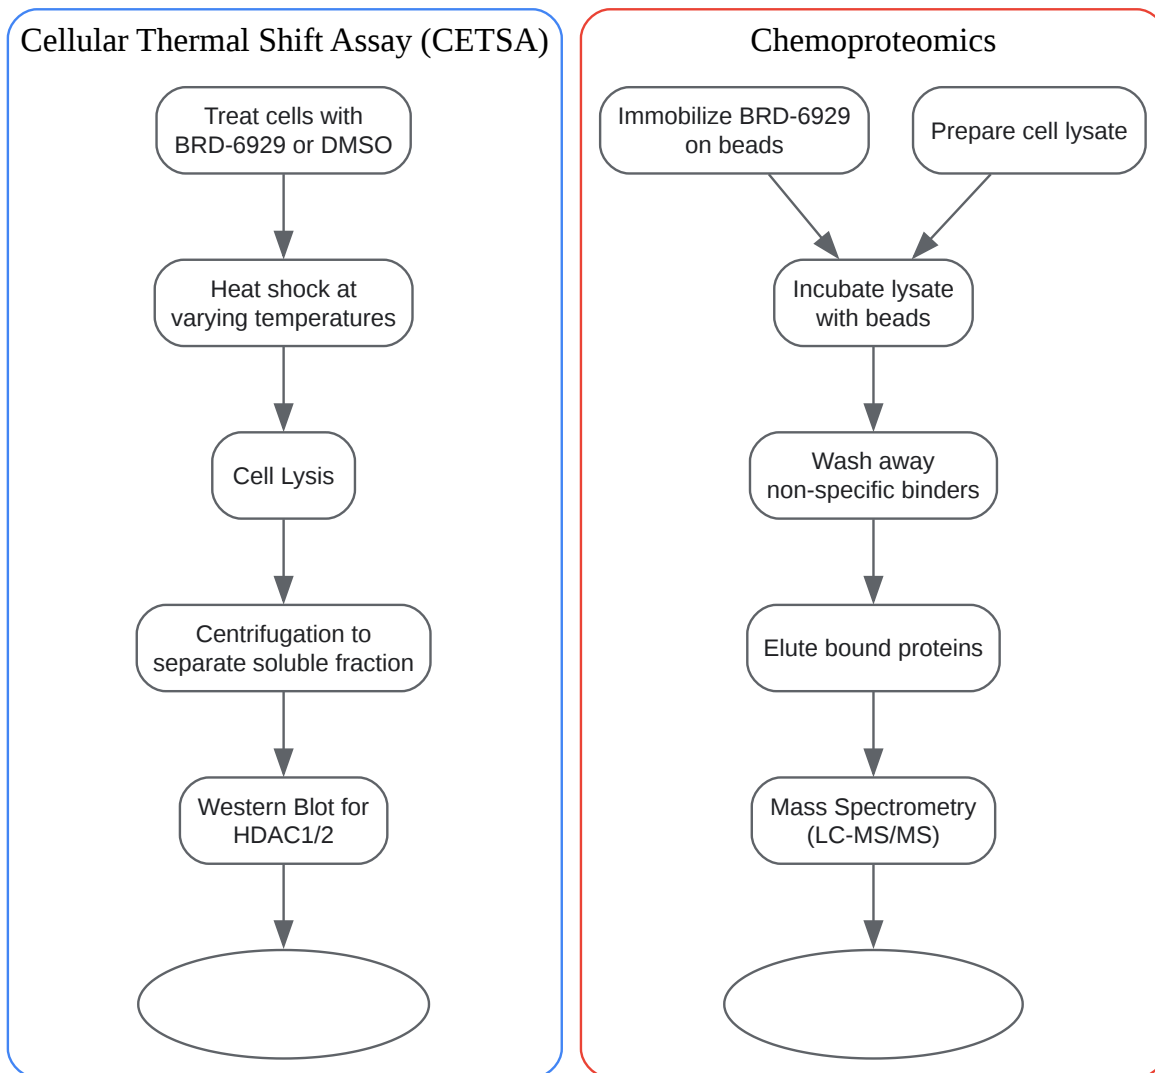 Cellular Thermal Shift Assay (CETSA)
Treat cells with
BRD-6929 or DMSO
Heat shock at
varying temperatures
Cell Lysis
Centrifugation to
separate soluble fraction
Western Blot for
HDAC1/2
Chemoproteomics
Immobilize BRD-6929
on beads
Prepare cell lysate
Incubate lysate
with beads
Wash away
non-specific binders
Elute bound proteins
Mass Spectrometry
(LC-MS/MS)